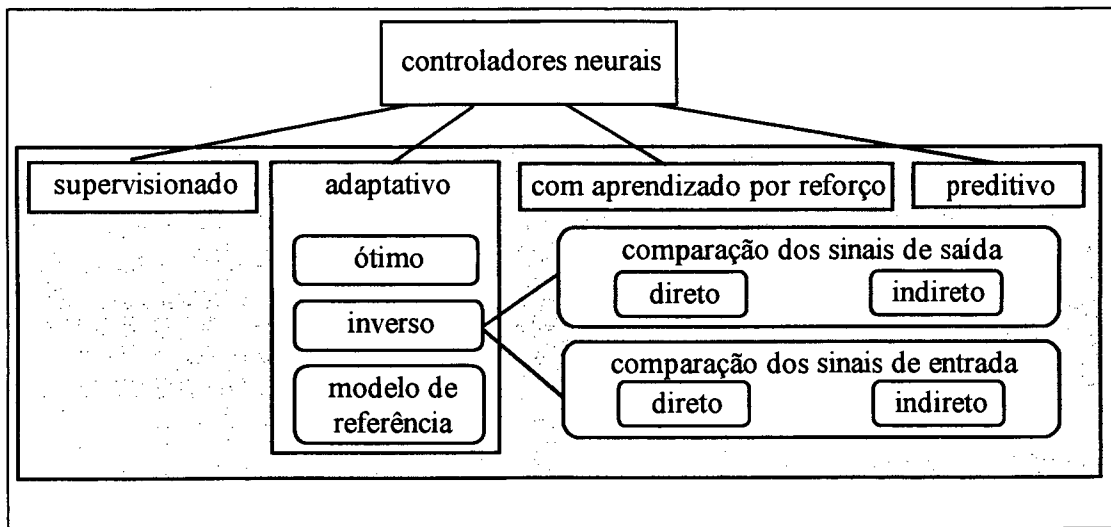 controladores neurais
supervisionado
adaptativo
com aprendizado por reforço
preditivo
ótimo
inverso
modelo de
referência
comparação dos sinais de saída
direto
indireto
comparação dos sinais de entrada
direto
indireto